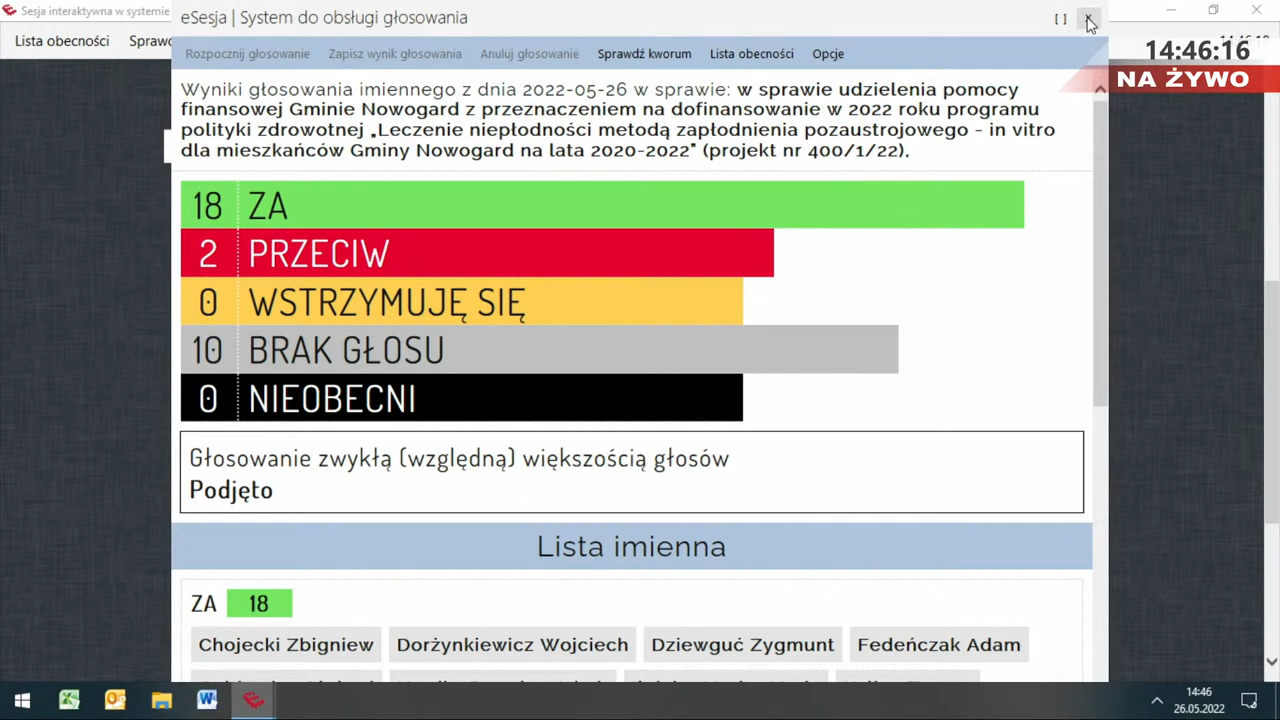 Sesja interaktywna w systemie
eSesja | System do obsługi głosowania
[ ]
x
Lista obecności
Rozpocznij głosowanie Zapisz wynik głosowania Anuluj głosowanie Sprawdź kworum Lista obecności Opcje
14:46:16
NA ŻYWO
Wyniki głosowania imiennego z dnia 2022-05-26 w sprawie: w sprawie udzielenia pomocy
finansowej Gminie Nowogard z przeznaczeniem na dofinansowanie w 2022 roku programu
polityki zdrowotnej „Leczenie niepłodności metodą zapłodnienia pozaustrojowego - in vitro
dla mieszkańców Gminy Nowogard na lata 2020-2022” (projekt nr 400/1/22),
18 ZA
2 PRZECIW
0 WSTRZYMUJĘ SIĘ
10 BRAK GŁOSU
0 NIEOBECNI
Głosowanie zwykłą (względną) większością głosów
Podjęto
Lista imienna
ZA 18
Chojecki Zbigniew Dorżynkiewicz Wojciech Dziewguć Zygmunt Fedeńczak Adam
14:46
26.05.2022